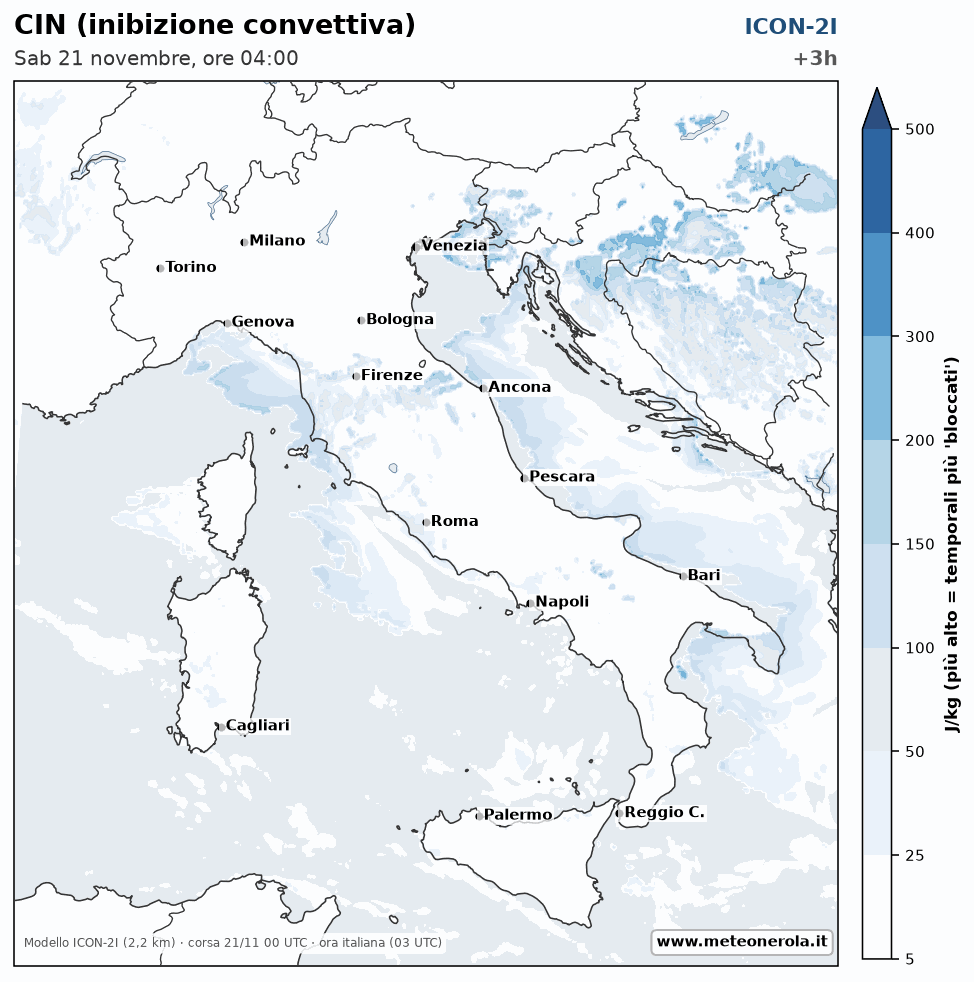 CIN (inibizione convettiva)
ICON-2I
Sab 21 novembre, ore 04:00
+3h
500
400
300
200
150
100
50
25
5
J/kg (più alto = temporali più 'bloccati')
Milano
Venezia
Torino
Genova
Bologna
Firenze
Ancona
Pescara
Roma
Bari
Napoli
Cagliari
Palermo
Reggio C.
Modello ICON-2I (2,2 km) · corsa 21/11 00 UTC · ora italiana (03 UTC)
www.meteonerola.it